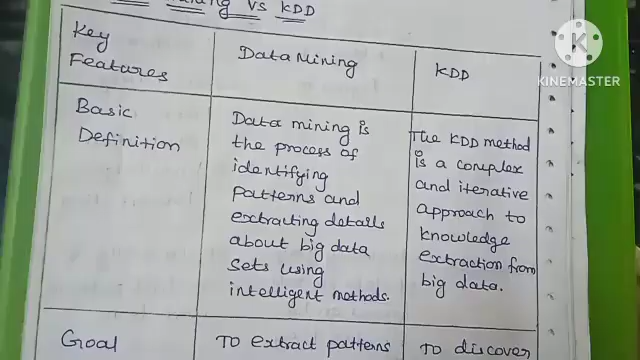 Mining VS KDD
Key
Features
Data Mining
KDD
Basic
Definition
Data mining is
the process of
identifying
patterns and
extracting details
about big data
sets using
intelligent methods.
The KDD method
is a complex
and iterative
approach to
knowledge
extraction from
big data.
Goal
To extract patterns
To discover
KINEMASTER